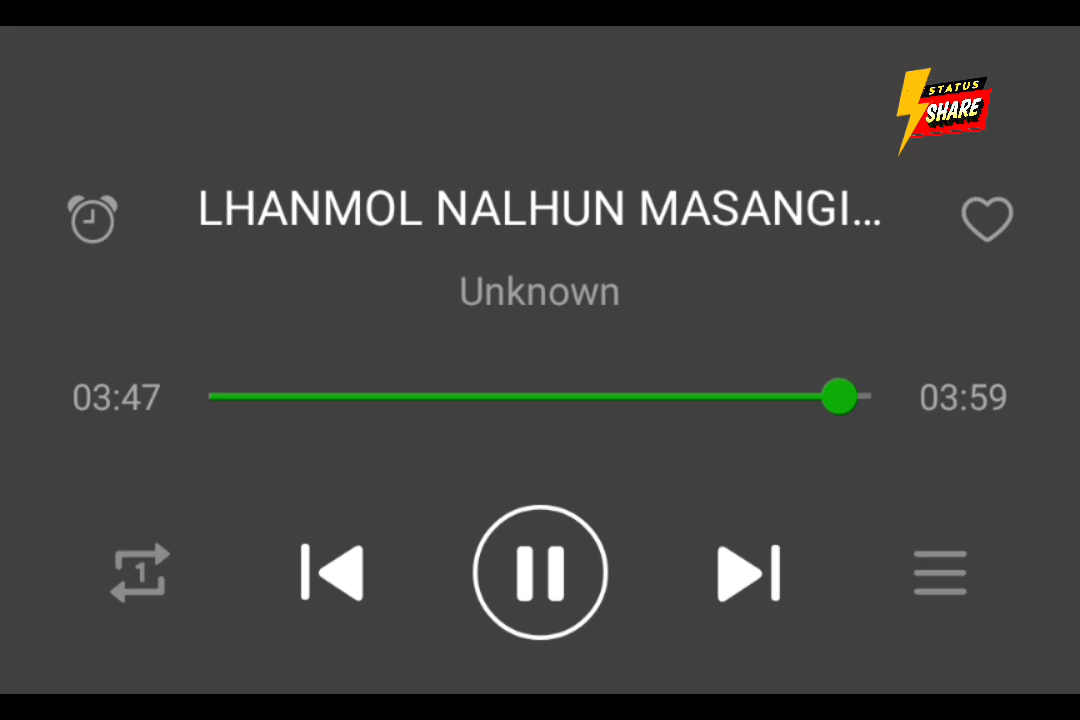 STATUS
SHARE
LHANMOL NALHUN MASANGI...
Unknown
03:47
03:59
1